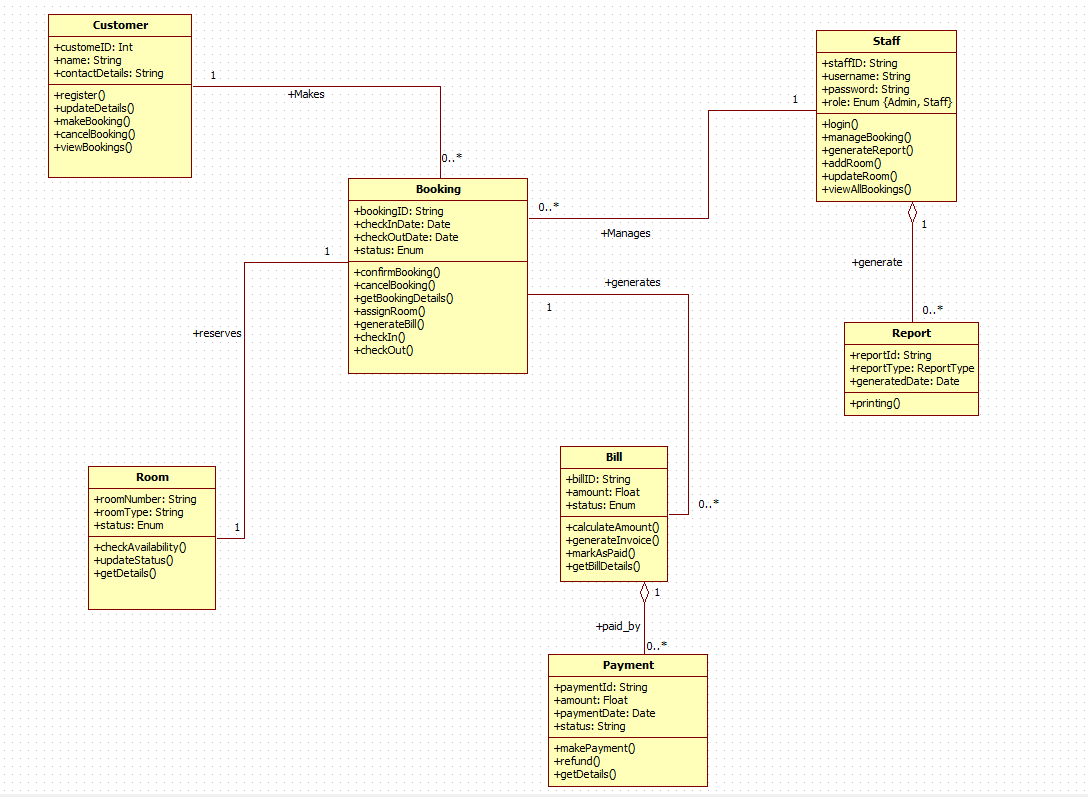 Customer
+customeID: Int
+name: String
+contactDetails: String
+register()
+updateDetails()
+makeBooking()
+cancelBooking()
+viewBookings()
1
+Makes
0..*
Staff
+staffID: String
+username: String
+password: String
+role: Enum {Admin, Staff}
+login()
+manageBooking()
+generateReport()
+addRoom()
+updateRoom()
+viewAllBookings()
1
0..*
+Manages
Booking
+bookingID: String
+checkInDate: Date
+checkOutDate: Date
+status: Enum
+confirmBooking()
+cancelBooking()
+getBookingDetails()
+assignRoom()
+generateBill()
+checkIn()
+checkOut()
1
+generate
0..*
Report
+reportId: String
+reportType: ReportType
+generatedDate: Date
+printing()
1
+reserves
1
+generates
1
0..*
Room
+roomNumber: String
+roomType: String
+status: Enum
+checkAvailability()
+updateStatus()
+getDetails()
Bill
+billID: String
+amount: Float
+status: Enum
+calculateAmount()
+generateInvoice()
+markAsPaid()
+getBillDetails()
1
+paid_by
0..*
Payment
+paymentId: String
+amount: Float
+paymentDate: Date
+status: String
+makePayment()
+refund()
+getDetails()